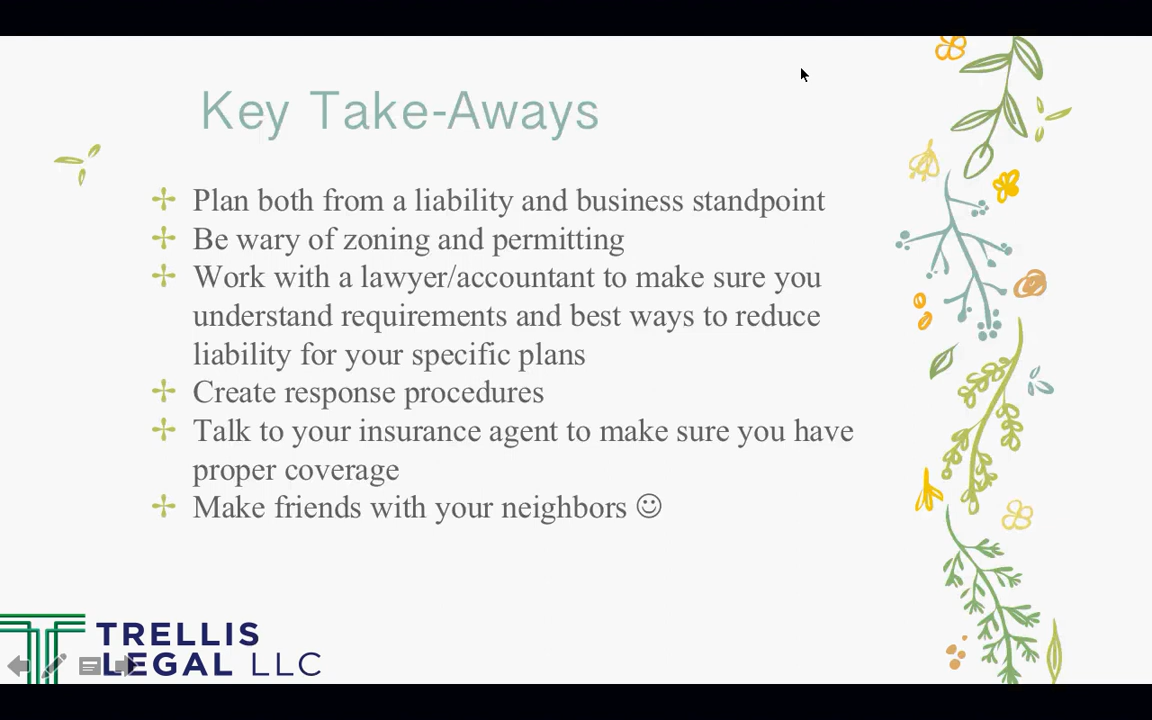 Key Take-Aways
Plan both from a liability and business standpoint
Be wary of zoning and permitting
Work with a lawyer/accountant to make sure you
understand requirements and best ways to reduce
liability for your specific plans
Create response procedures
Talk to your insurance agent to make sure you have
proper coverage
Make friends with your neighbors ☺
TRELLIS
LEGAL LLC